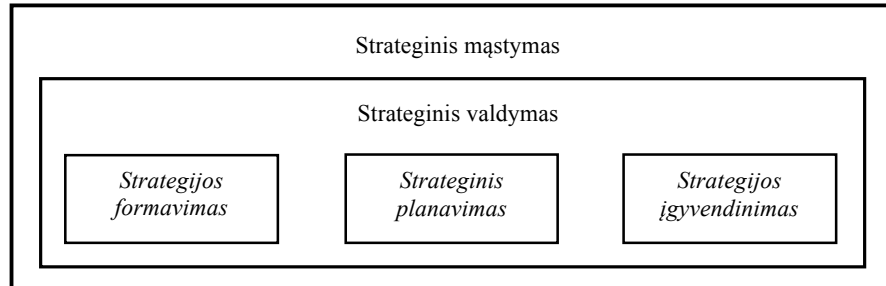 Strateginis mąstymas
Strateginis valdymas
Strategijos
formavimas
Strateginis
planavimas
Strategijos
įgyvendinimas